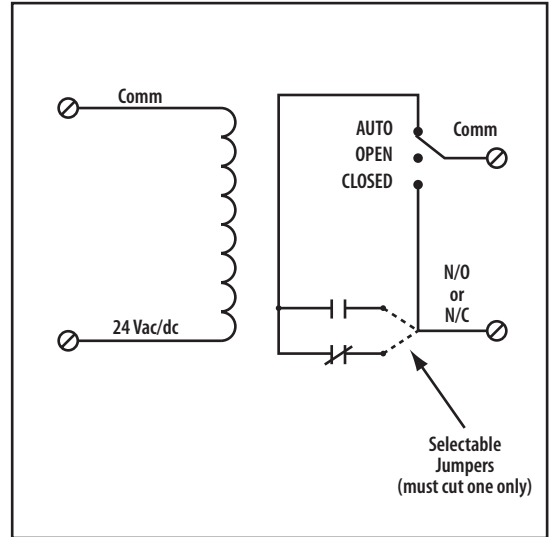 Comm
24 Vac/dc
AUTO
OPEN
CLOSED
Comm
N/O
or
N/C
Selectable
Jumpers
(must cut one only)